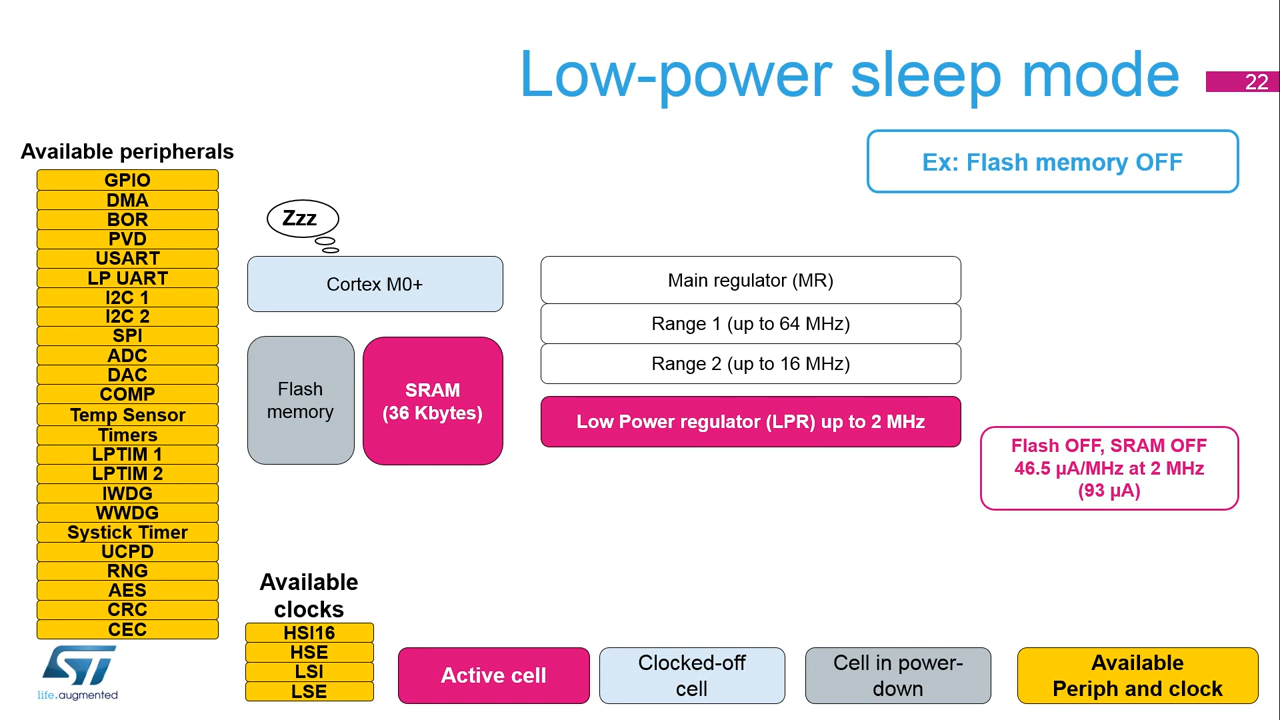 Low-power sleep mode
22
Available peripherals
GPIO
DMA
BOR
PVD
USART
LP UART
I2C 1
I2C 2
SPI
ADC
DAC
COMP
Temp Sensor
Timers
LPTIM 1
LPTIM 2
IWDG
WWDG
Systick Timer
UCPD
RNG
AES
CRC
CEC
Ex: Flash memory OFF
Zzz
Cortex M0+
Flash
memory
SRAM
(36 Kbytes)
Main regulator (MR)
Range 1 (up to 64 MHz)
Range 2 (up to 16 MHz)
Low Power regulator (LPR) up to 2 MHz
Flash OFF, SRAM OFF
46.5 µA/MHz at 2 MHz
(93 µA)
Available
clocks
HSI16
HSE
LSI
LSE
Active cell
Clocked-off
cell
Cell in power-
down
Available
Periph and clock
ST
life.augmented